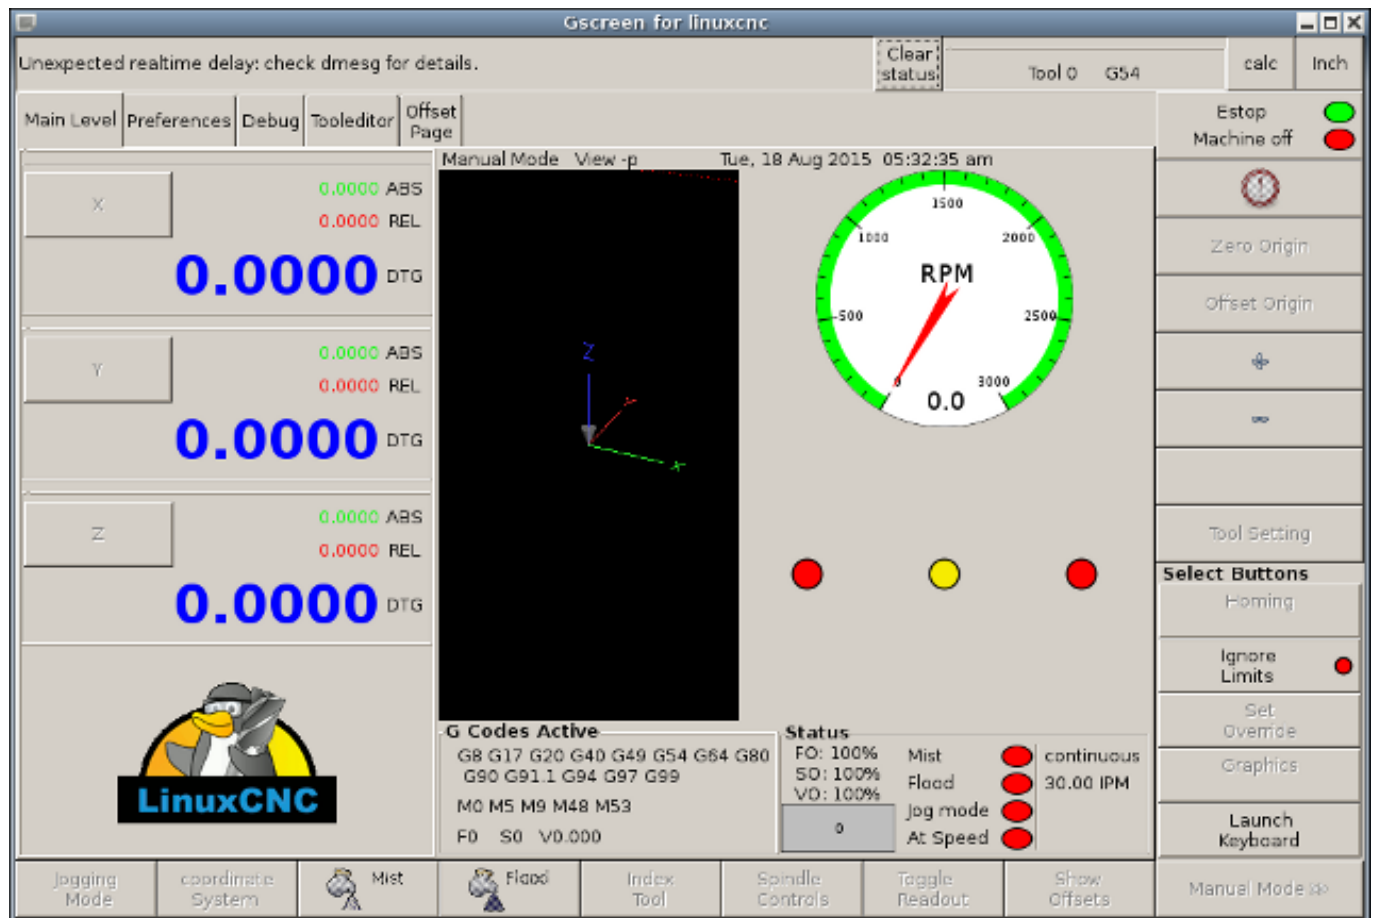 Gscreen for linuxcnc
Unexpected realtime delay: check dmesg for details.
Clear
status
Tool 0 G54
calc
Inch
Main Level
Preferences
Debug
Tooleditor
Offset
Page
Estop
Machine off
Manual Mode View -p Tue, 18 Aug 2015 05:32:35 am
X
0.0000 ABS
0.0000 REL
0.0000 DTG
Y
0.0000 ABS
0.0000 REL
0.0000 DTG
Z
0.0000 ABS
0.0000 REL
0.0000 DTG
LinuxCNC
Z
Y
X
1500
1000
2000
RPM
500
2500
0
3000
0.0
G Codes Active
G8 G17 G20 G40 G49 G54 G64 G80
G90 G91.1 G94 G97 G99
M0 M5 M9 M48 M53
F0 S0 V0.000
Status
FO: 100%
SO: 100%
VO: 100%
0
Mist
Flood
Jog mode
At Speed
continuous
30.00 IPM
Zero Origin
Offset Origin
Tool Setting
Select Buttons
Homing
Ignore
Limits
Set
Override
Graphics
Launch
Keyboard
Jogging
Mode
coordinate
System
Mist
Flood
Index
Tool
Spindle
Controls
Toggle
Readout
Show
Offsets
Manual Mode >>